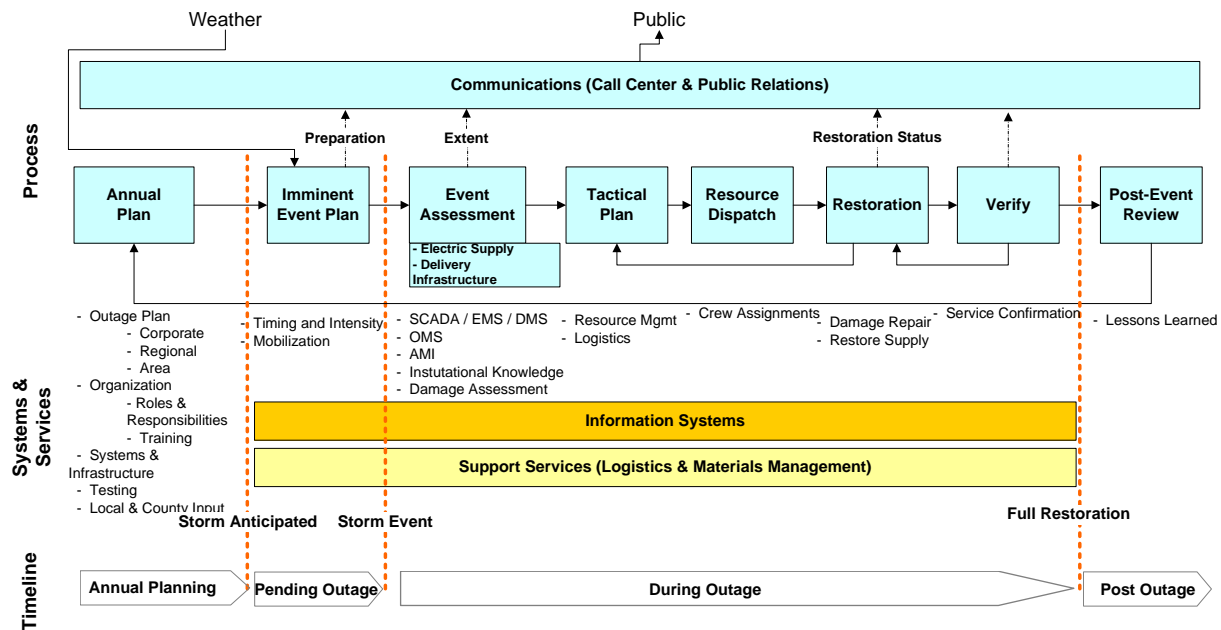 Weather
Public
Communications (Call Center & Public Relations)
Process
Preparation
Extent
Restoration Status
Annual
Plan
Imminent
Event Plan
Event
Assessment
Tactical
Plan
Resource
Dispatch
Restoration
Verify
Post-Event
Review
- Electric Supply
- Delivery
Infrastructure
Systems &
Services
- Outage Plan
- Corporate
- Regional
- Area
- Organization
- Roles &
Responsibilities
- Training
- Systems &
Infrastructure
- Testing
- Local & County Input
- Timing and Intensity
- Mobilization
- SCADA / EMS / DMS
- OMS
- AMI
- Instutational Knowledge
- Damage Assessment
- Resource Mgmt
- Logistics
- Crew Assignments
- Damage Repair
- Restore Supply
- Service Confirmation
- Lessons Learned
Information Systems
Support Services (Logistics & Materials Management)
Storm Anticipated
Storm Event
Full Restoration
Timeline
Annual Planning
Pending Outage
During Outage
Post Outage